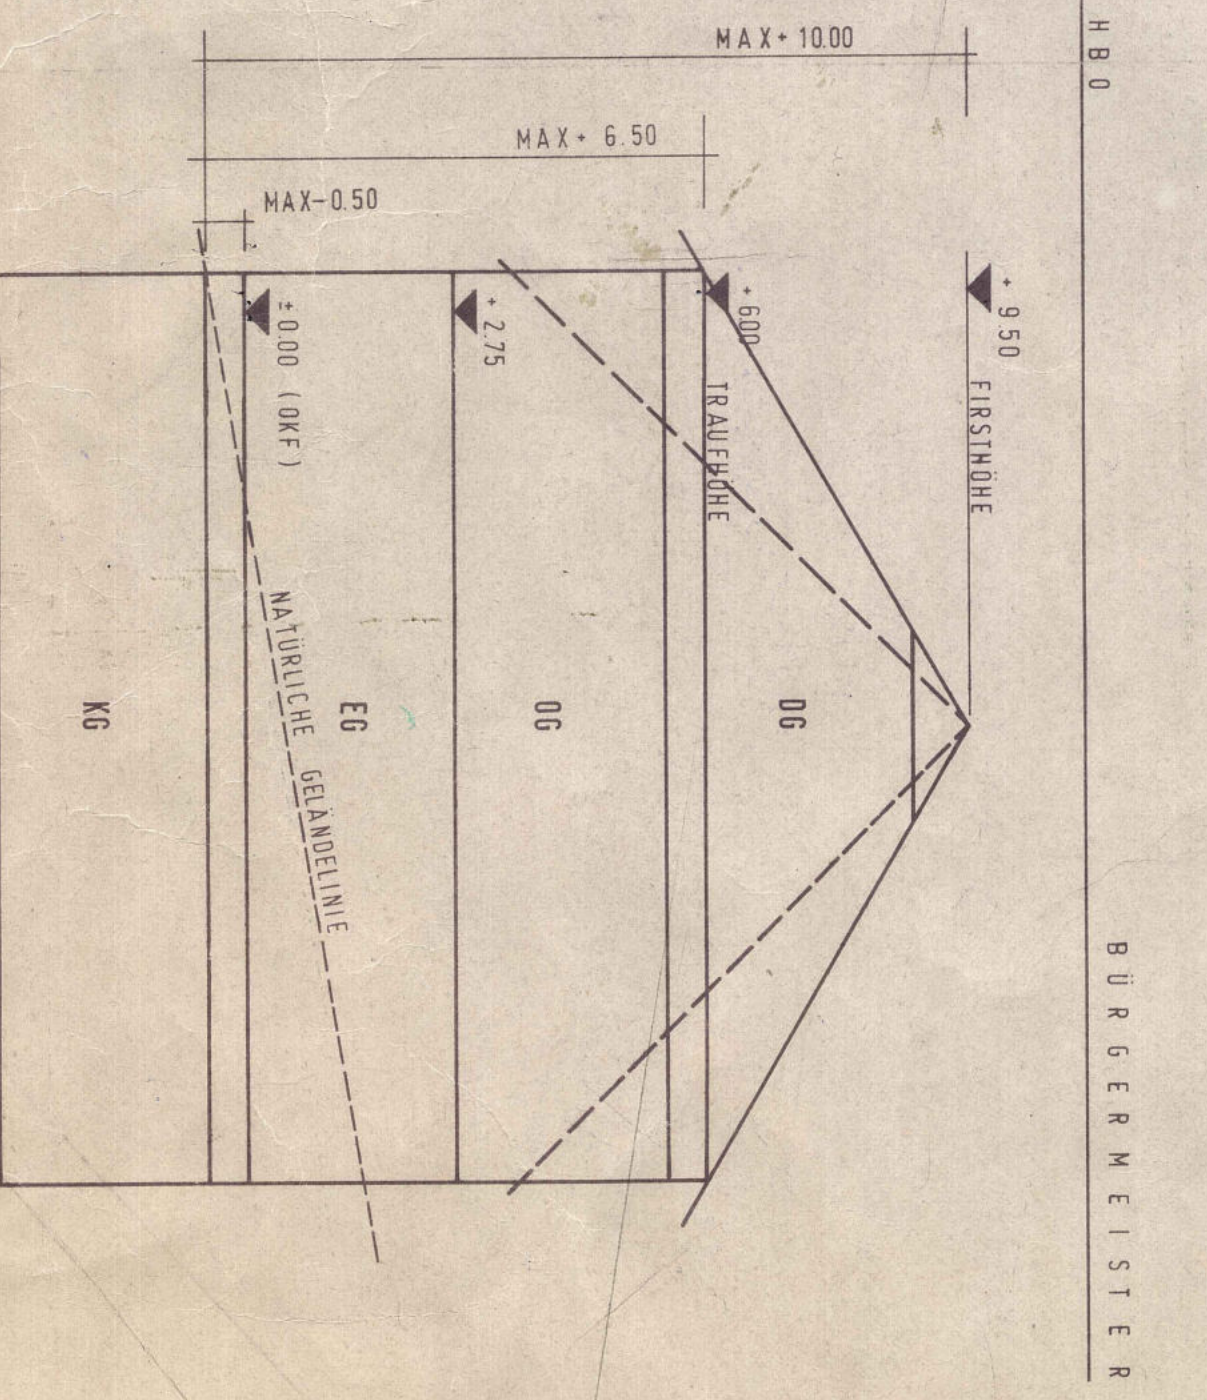 HBO
BÜRGERMEISTER
MAX+ 10.00
MAX+ 6.50
MAX-0.50
+ 9.50
FIRSTHÖHE
+ 6.00
TRAUFHÖHE
DG
+ 2.75
OG
± 0.00 (OKF)
EG
NATÜRLICHE GELÄNDELINIE
KG